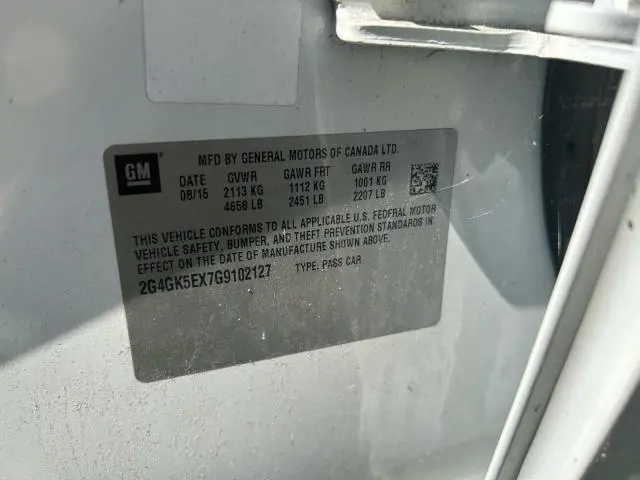 MFD BY GENERAL MOTORS OF CANADA LTD.
GM
DATE GVWR GAWR FRT GAWR RR
08/15 2113 KG 1112 KG 1001 KG
4658 LB 2451 LB 2207 LB
THIS VEHICLE CONFORMS TO ALL APPLICABLE U.S. FEDERAL MOTOR
VEHICLE SAFETY, BUMPER, AND THEFT PREVENTION STANDARDS IN
EFFECT ON THE DATE OF MANUFACTURE SHOWN ABOVE.
2G4GK5EX7G9102127 TYPE: PASS CAR